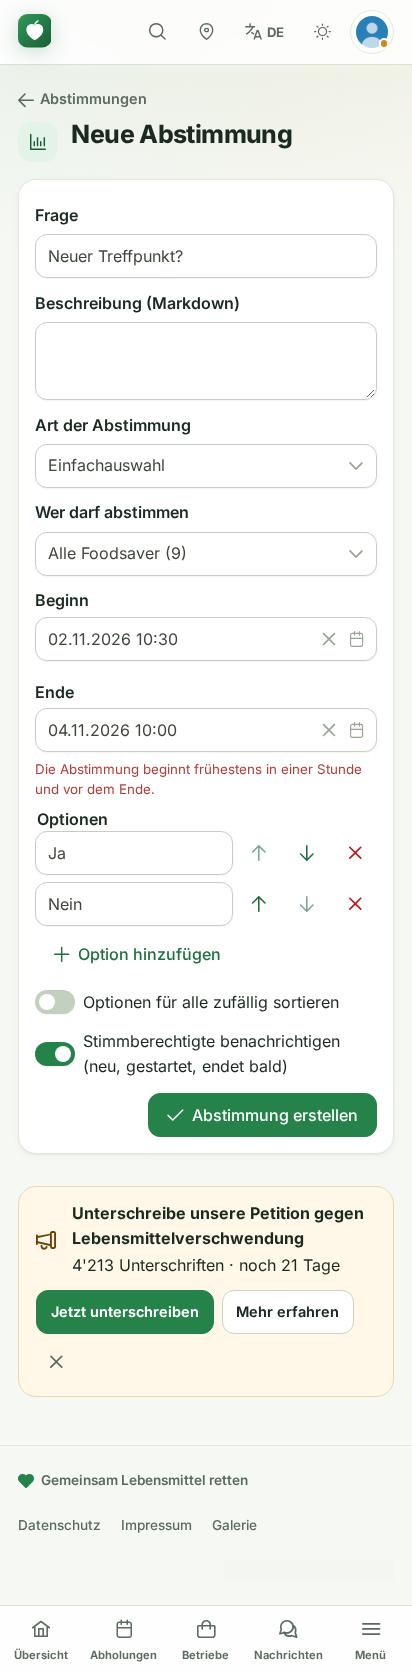 DE
Abstimmungen
Neue Abstimmung
Frage
Neuer Treffpunkt?
Beschreibung (Markdown)
Art der Abstimmung
Einfachauswahl
Wer darf abstimmen
Alle Foodsaver (9)
Beginn
02.11.2026 10:30
Ende
04.11.2026 10:00
Die Abstimmung beginnt frühestens in einer Stunde
und vor dem Ende.
Optionen
Ja
Nein
Option hinzufügen
Optionen für alle zufällig sortieren
Stimmberechtigte benachrichtigen
(neu, gestartet, endet bald)
Abstimmung erstellen
Unterschreibe unsere Petition gegen
Lebensmittelverschwendung
4'213 Unterschriften · noch 21 Tage
Jetzt unterschreiben Mehr erfahren
Gemeinsam Lebensmittel retten
Datenschutz Impressum Galerie
Übersicht Abholungen Betriebe Nachrichten Menü